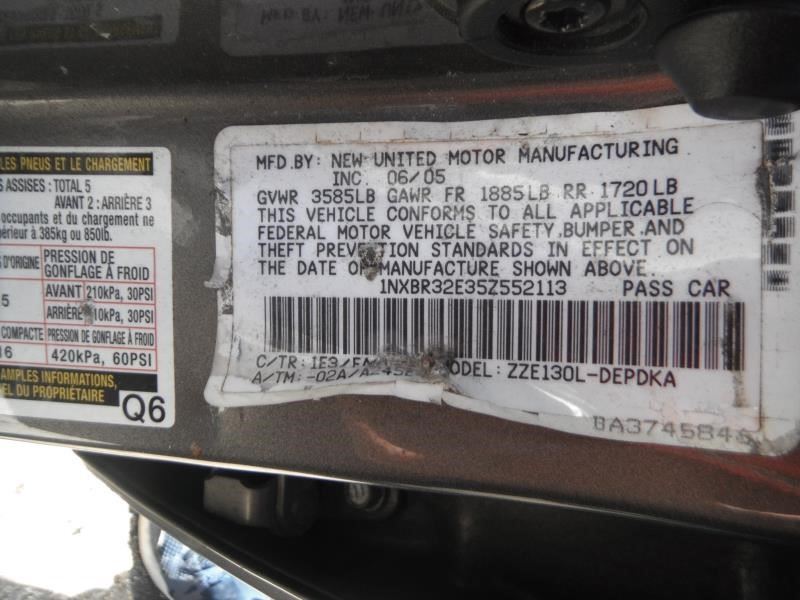 LES PNEUS ET LE CHARGEMENT
ASSISES : TOTAL 5
AVANT 2 : ARRIÈRE 3
occupants et du chargement ne
à 385kg ou 850lb.
D'ORIGINE PRESSION DE GONFLAGE À FROID
5 AVANT 210kPa, 30PSI
ARRIÈRE 30PSI
COMPACTE PRESSION DE GONFLAGE À FROID
16 420kPa, 60PSI
AMPLES INFORMATIONS,
DU PROPRIÉTAIRE
Q6
MFD.BY: NEW UNITED MOTOR MANUFACTURING
INC. 06/05
GVWR 3585LB GAWR FR 1885LB RR 1720LB
THIS VEHICLE CONFORMS TO ALL APPLICABLE
FEDERAL MOTOR VEHICLE SAFETY,BUMPER,AND
THEFT PREVENTION STANDARDS IN EFFECT ON
THE DATE OF MANUFACTURE SHOWN ABOVE.
1NXBR32E35Z552113 PASS CAR
C/TR: 1E3/ MODEL: ZZE130L-DEPDKA
A/TM:-02A/